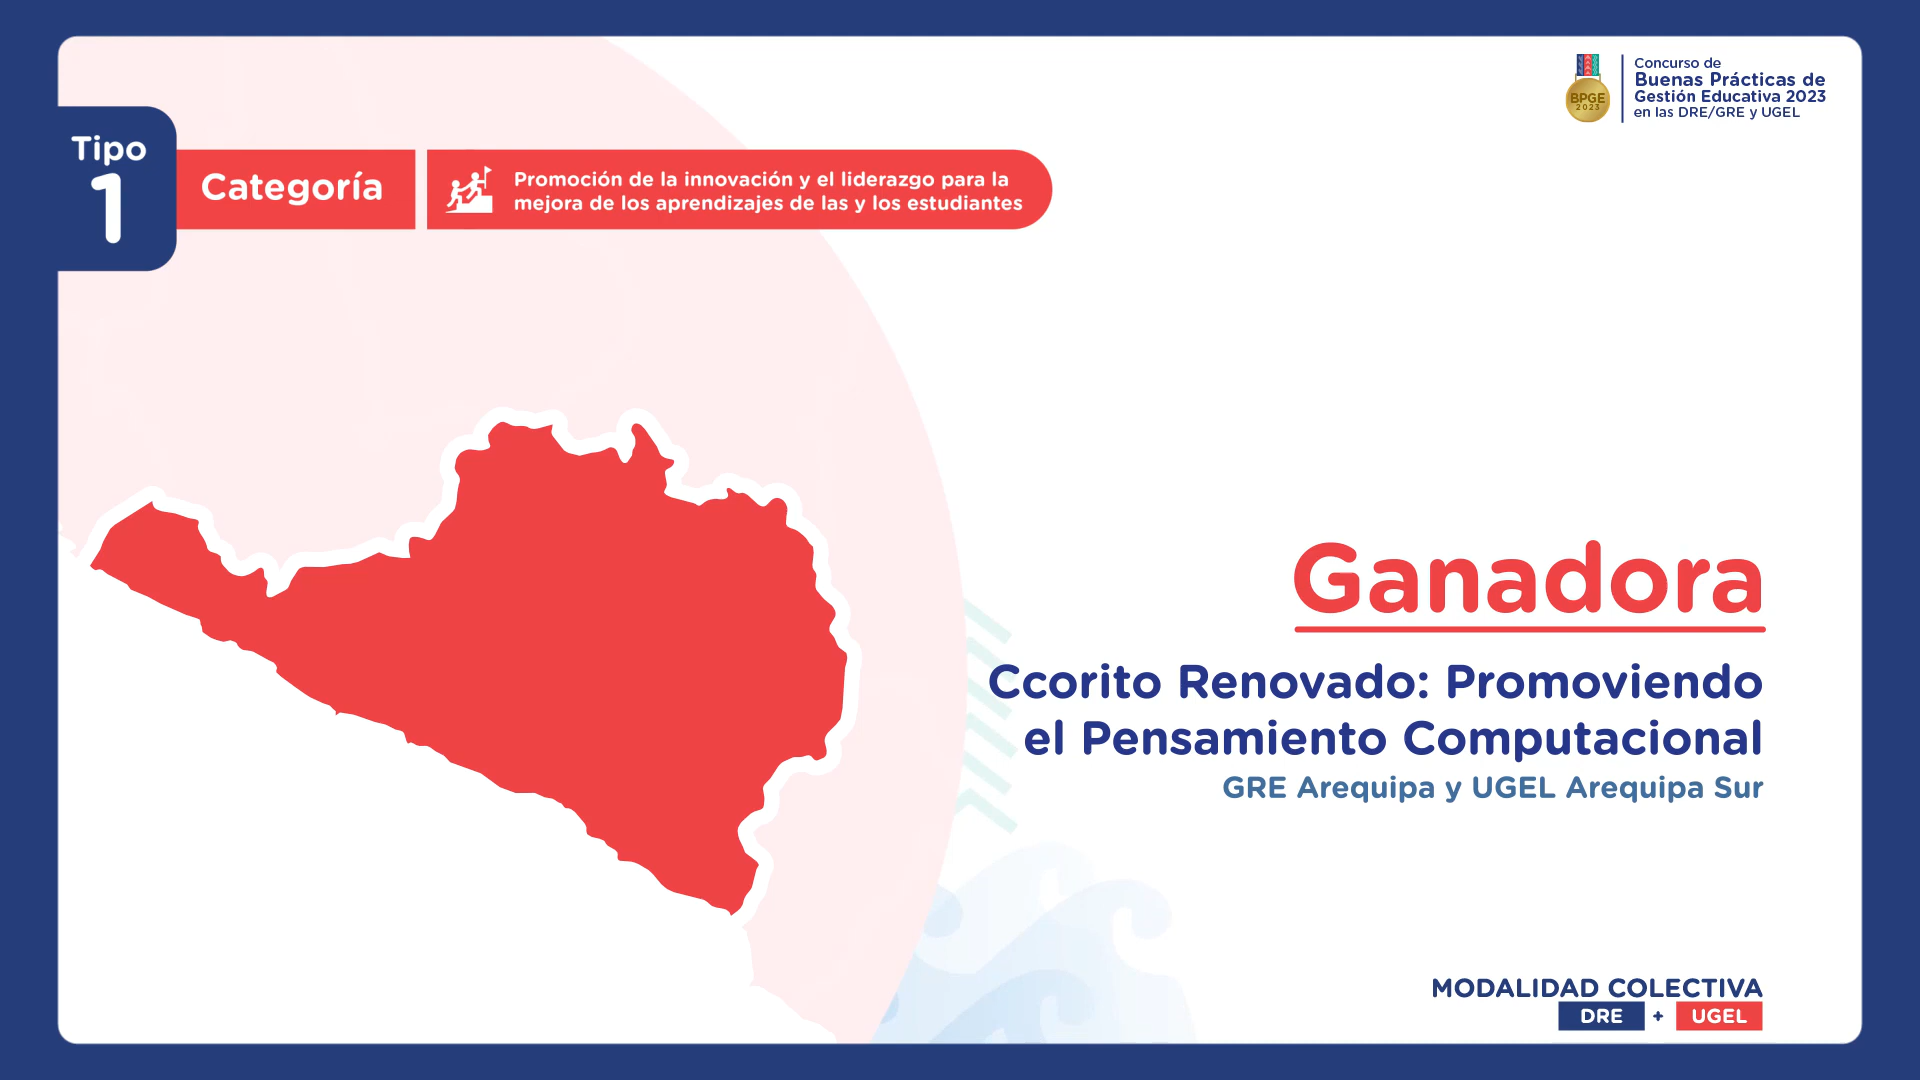 Concurso de
Buenas Prácticas de
Gestión Educativa 2023
en las DRE/GRE y UGEL
BPGE
2023
Tipo
1
Categoría
Promoción de la innovación y el liderazgo para la
mejora de los aprendizajes de las y los estudiantes
Ganadora
Ccorito Renovado: Promoviendo
el Pensamiento Computacional
GRE Arequipa y UGEL Arequipa Sur
MODALIDAD COLECTIVA
DRE + UGEL